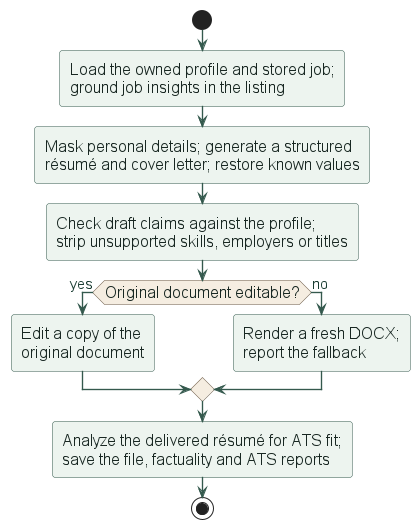 Load the owned profile and stored job;
ground job insights in the listing
Mask personal details; generate a structured
résumé and cover letter; restore known values
Check draft claims against the profile;
strip unsupported skills, employers or titles
yes
Original document editable?
no
Edit a copy of the
original document
Render a fresh DOCX;
report the fallback
Analyze the delivered résumé for ATS fit;
save the file, factuality and ATS reports